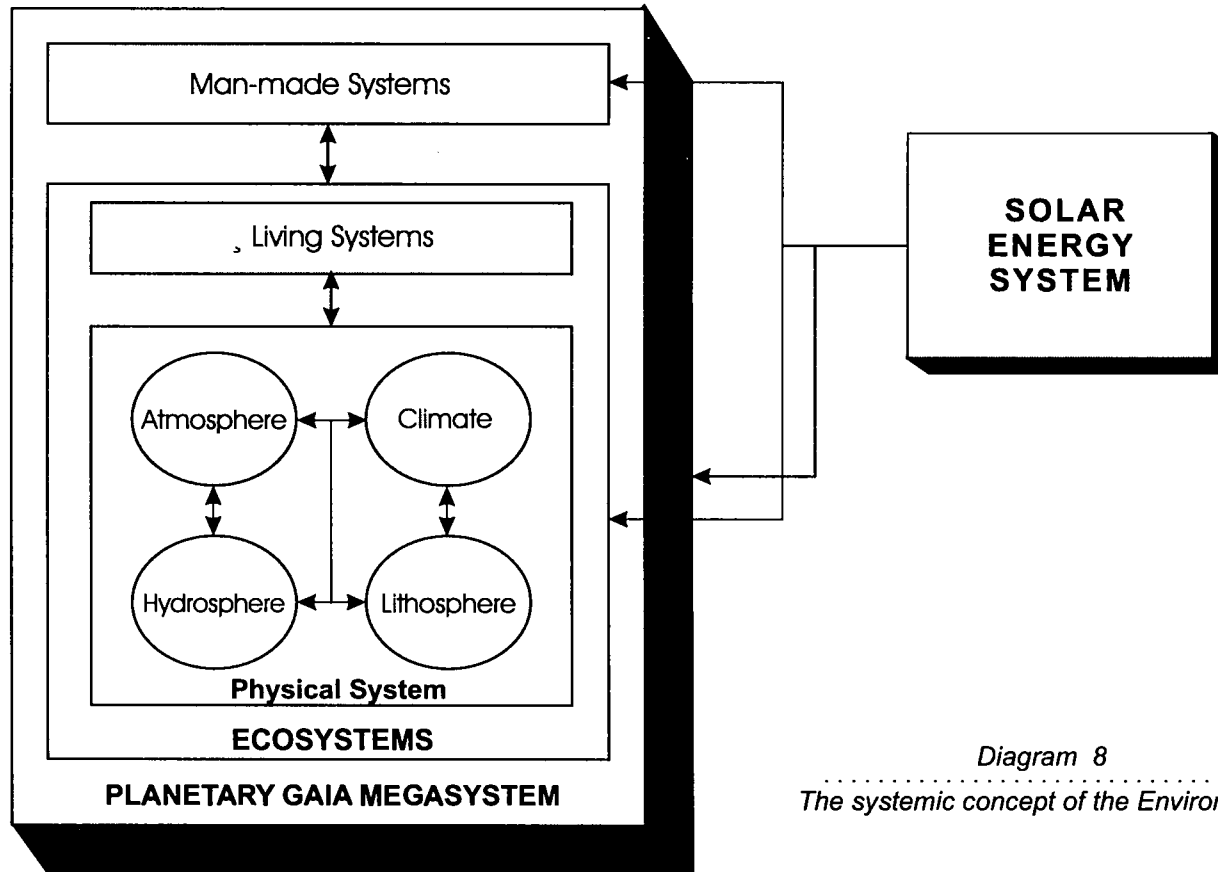 Man-made Systems
Living Systems
Atmosphere
Climate
Hydrosphere
Lithosphere
Physical System
ECOSYSTEMS
PLANETARY GAIA MEGASYSTEM
SOLAR
ENERGY
SYSTEM
Diagram 8
The systemic concept of the